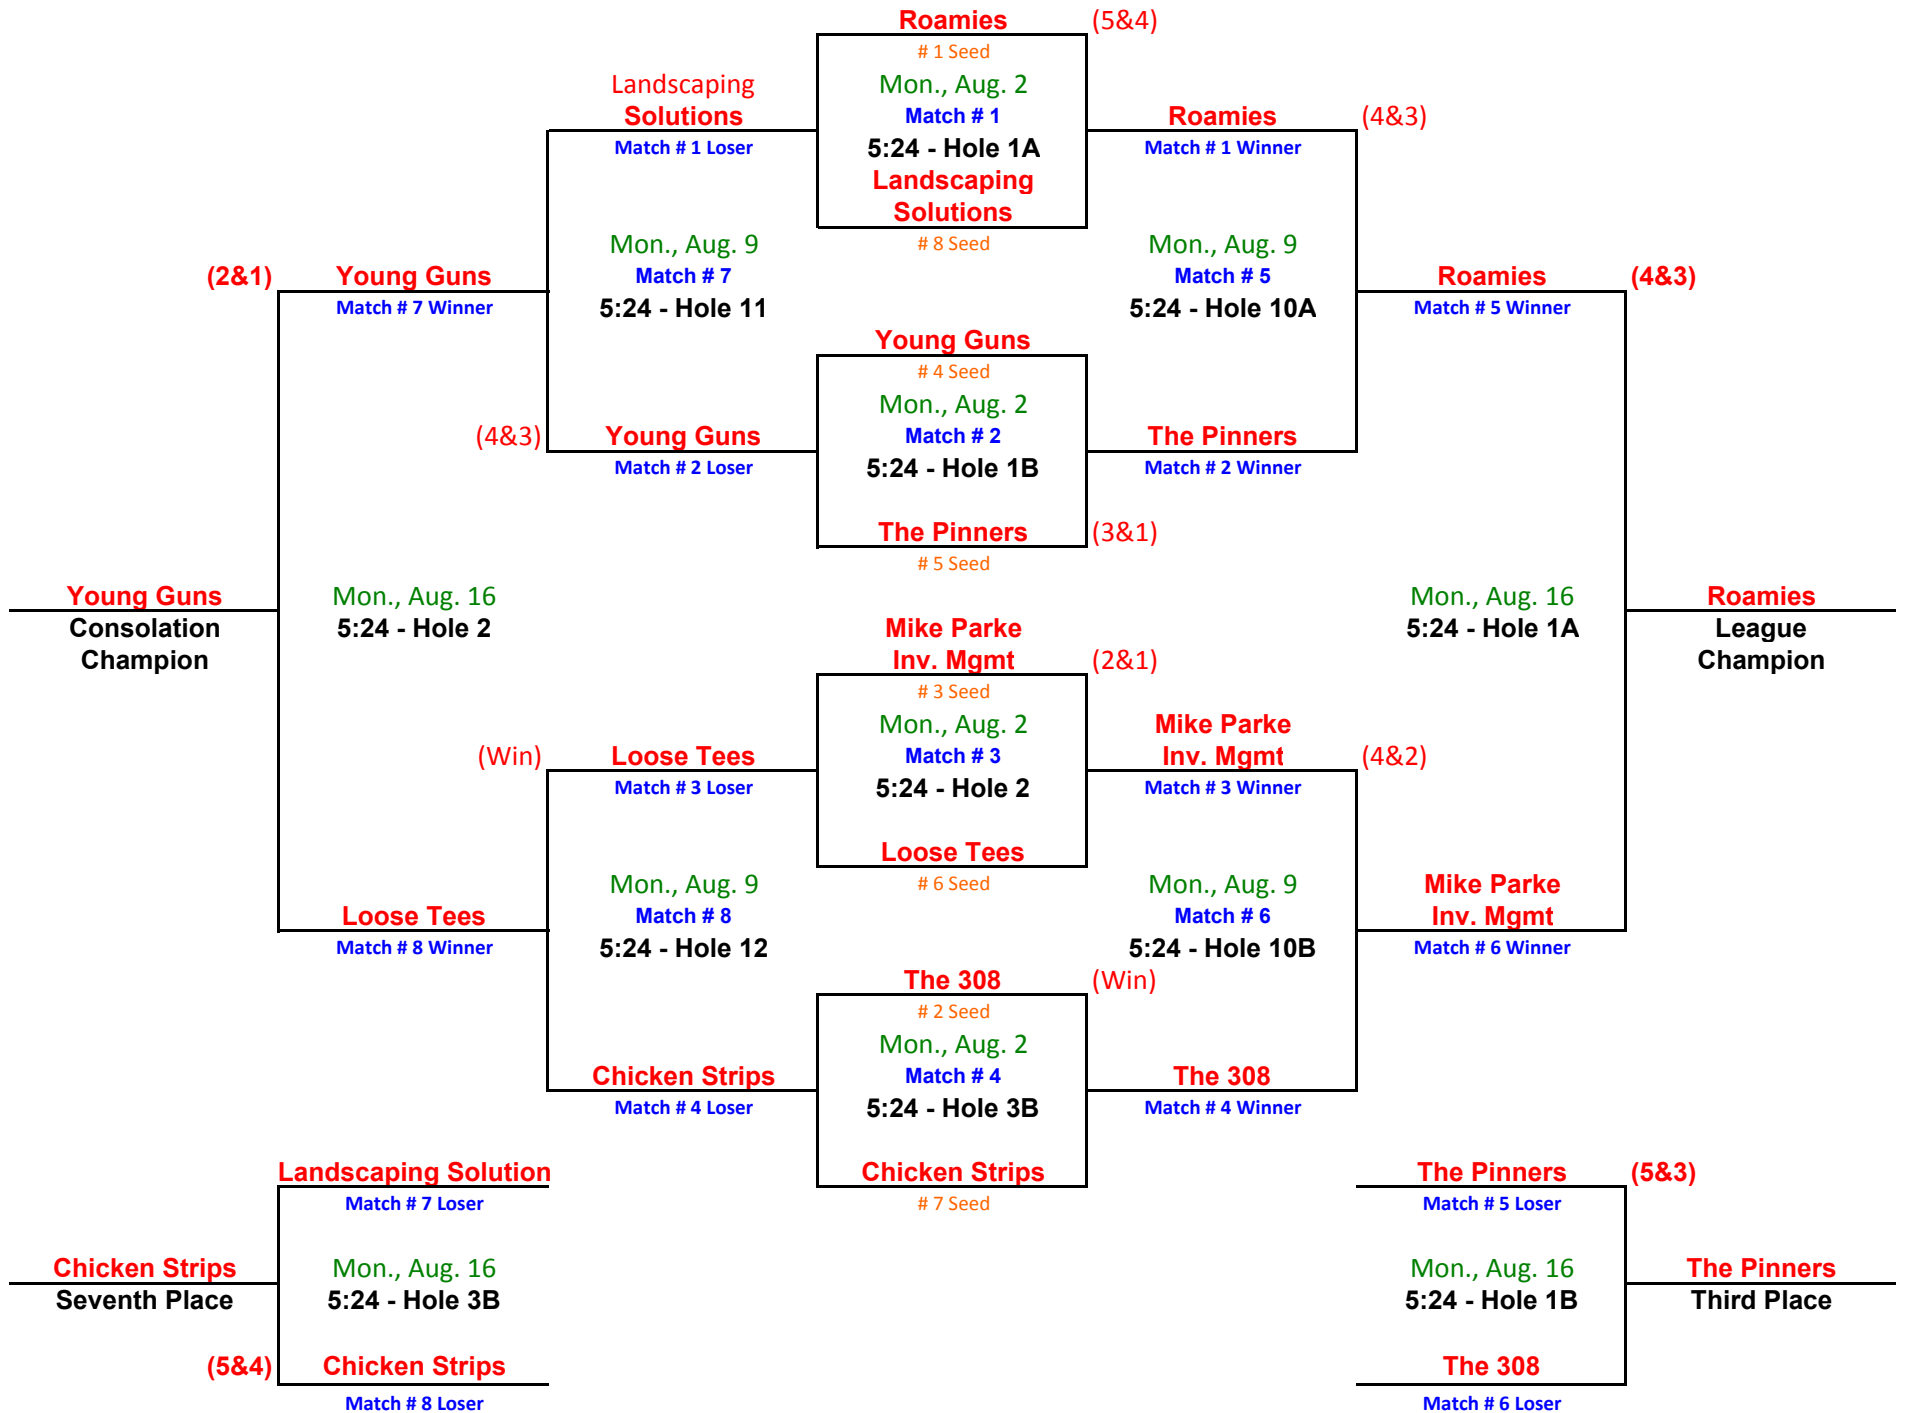 Roamies (5&4)
# 1 Seed
Landscaping
Solutions
Match # 1 Loser
Mon., Aug. 2
Match # 1
5:24 - Hole 1A
Landscaping
Solutions
# 8 Seed
Roamies (4&3)
Match # 1 Winner
(2&1) Young Guns
Match # 7 Winner
Mon., Aug. 9
Match # 7
5:24 - Hole 11
Mon., Aug. 9
Match # 5
5:24 - Hole 10A
Roamies (4&3)
Match # 5 Winner
Young Guns
# 4 Seed
Mon., Aug. 2
Match # 2
5:24 - Hole 1B
(4&3) Young Guns
Match # 2 Loser
The Pinners
Match # 2 Winner
The Pinners (3&1)
# 5 Seed
Young Guns
Consolation
Champion
Mon., Aug. 16
5:24 - Hole 2
Mon., Aug. 16
5:24 - Hole 1A
Roamies
League
Champion
Mike Parke
Inv. Mgmt (2&1)
# 3 Seed
Mon., Aug. 2
Match # 3
5:24 - Hole 2
(Win) Loose Tees
Match # 3 Loser
Mike Parke
Inv. Mgmt (4&2)
Match # 3 Winner
Loose Tees
# 6 Seed
Loose Tees
Match # 8 Winner
Mon., Aug. 9
Match # 8
5:24 - Hole 12
Mon., Aug. 9
Match # 6
5:24 - Hole 10B
Mike Parke
Inv. Mgmt
Match # 6 Winner
The 308 (Win)
# 2 Seed
Mon., Aug. 2
Match # 4
5:24 - Hole 3B
Chicken Strips
Match # 4 Loser
The 308
Match # 4 Winner
Chicken Strips
# 7 Seed
Landscaping Solution
Match # 7 Loser
The Pinners (5&3)
Match # 5 Loser
Chicken Strips
Seventh Place
Mon., Aug. 16
5:24 - Hole 3B
Mon., Aug. 16
5:24 - Hole 1B
The Pinners
Third Place
(5&4) Chicken Strips
Match # 8 Loser
The 308
Match # 6 Loser